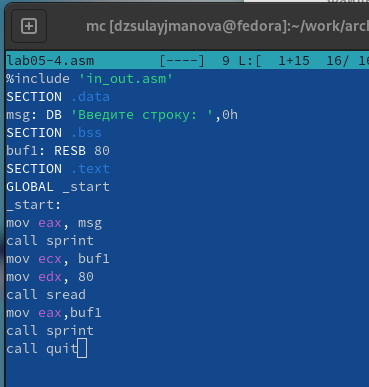 mc [dzsulayjmanova@fedora]:~/work/arch
lab05-4.asm [----] 9 L:[ 1+15 16/ 16
%include 'in_out.asm'
SECTION .data
msg: DB 'Введите строку: ',0h
SECTION .bss
buf1: RESB 80
SECTION .text
GLOBAL _start
_start:
mov eax, msg
call sprint
mov ecx, buf1
mov edx, 80
call sread
mov eax,buf1
call sprint
call quit